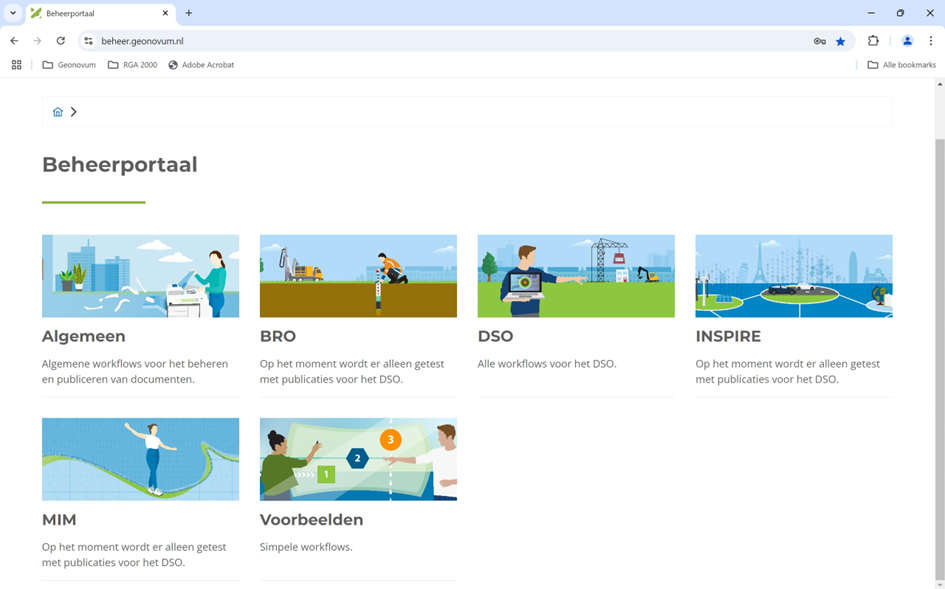 Beheerportaal
beheer.geonovum.nl
Geonovum
RGA 2000
Adobe Acrobat
Alle bookmarks
Beheerportaal
Algemeen
Algemene workflows voor het beheren
en publiceren van documenten.
BRO
Op het moment wordt er alleen getest
met publicaties voor het DSO.
DSO
Alle workflows voor het DSO.
INSPIRE
Op het moment wordt er alleen getest
met publicaties voor het DSO.
1
2
3
MIM
Op het moment wordt er alleen getest
met publicaties voor het DSO.
Voorbeelden
Simpele workflows.